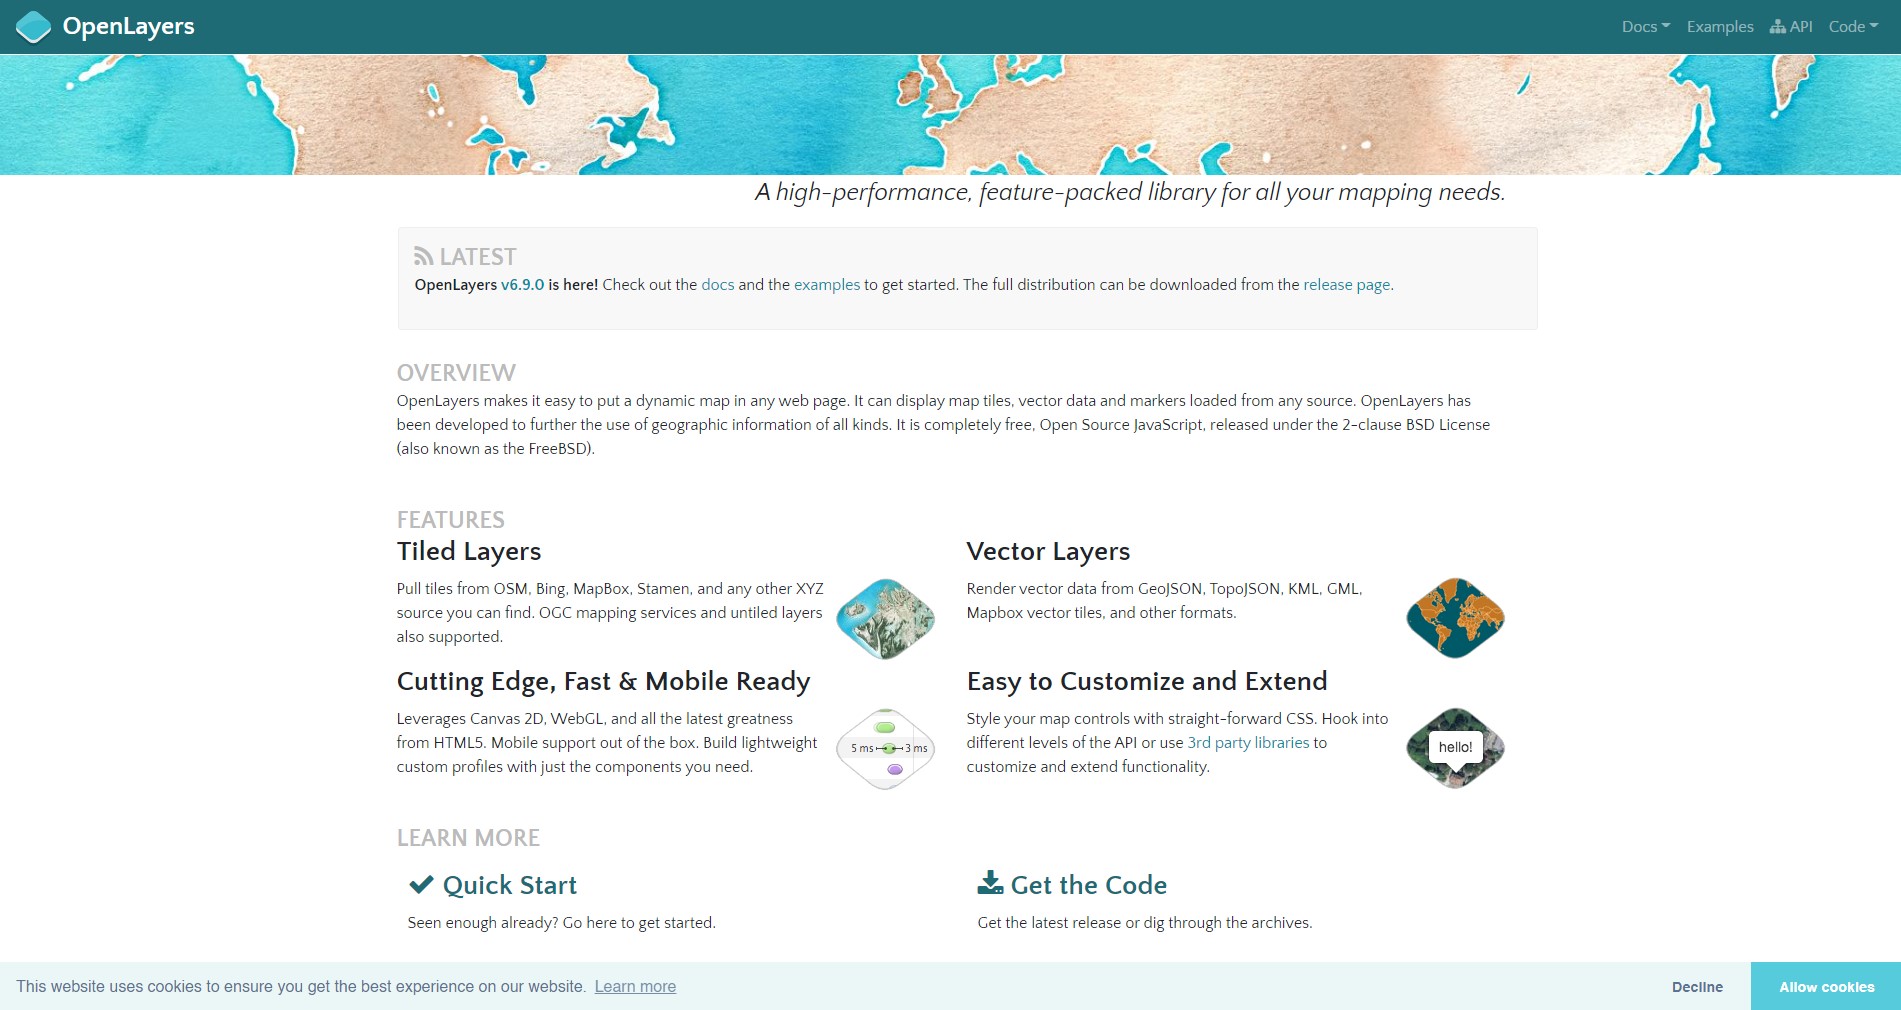 OpenLayers
Docs Examples API Code
A high-performance, feature-packed library for all your mapping needs.
LATEST
OpenLayers v6.9.0 is here! Check out the docs and the examples to get started. The full distribution can be downloaded from the release page.
OVERVIEW
OpenLayers makes it easy to put a dynamic map in any web page. It can display map tiles, vector data and markers loaded from any source. OpenLayers has
been developed to further the use of geographic information of all kinds. It is completely free, Open Source JavaScript, released under the 2-clause BSD License
(also known as the FreeBSD).
FEATURES
Tiled Layers
Pull tiles from OSM, Bing, MapBox, Stamen, and any other XYZ
source you can find. OGC mapping services and untiled layers
also supported.
Vector Layers
Render vector data from GeoJSON, TopoJSON, KML, GML,
Mapbox vector tiles, and other formats.
Cutting Edge, Fast & Mobile Ready
Leverages Canvas 2D, WebGL, and all the latest greatness
from HTML5. Mobile support out of the box. Build lightweight
custom profiles with just the components you need.
5 ms 3 ms
Easy to Customize and Extend
Style your map controls with straight-forward CSS. Hook into
different levels of the API or use 3rd party libraries to
customize and extend functionality.
hello!
LEARN MORE
Quick Start
Seen enough already? Go here to get started.
Get the Code
Get the latest release or dig through the archives.
This website uses cookies to ensure you get the best experience on our website. Learn more
Decline
Allow cookies